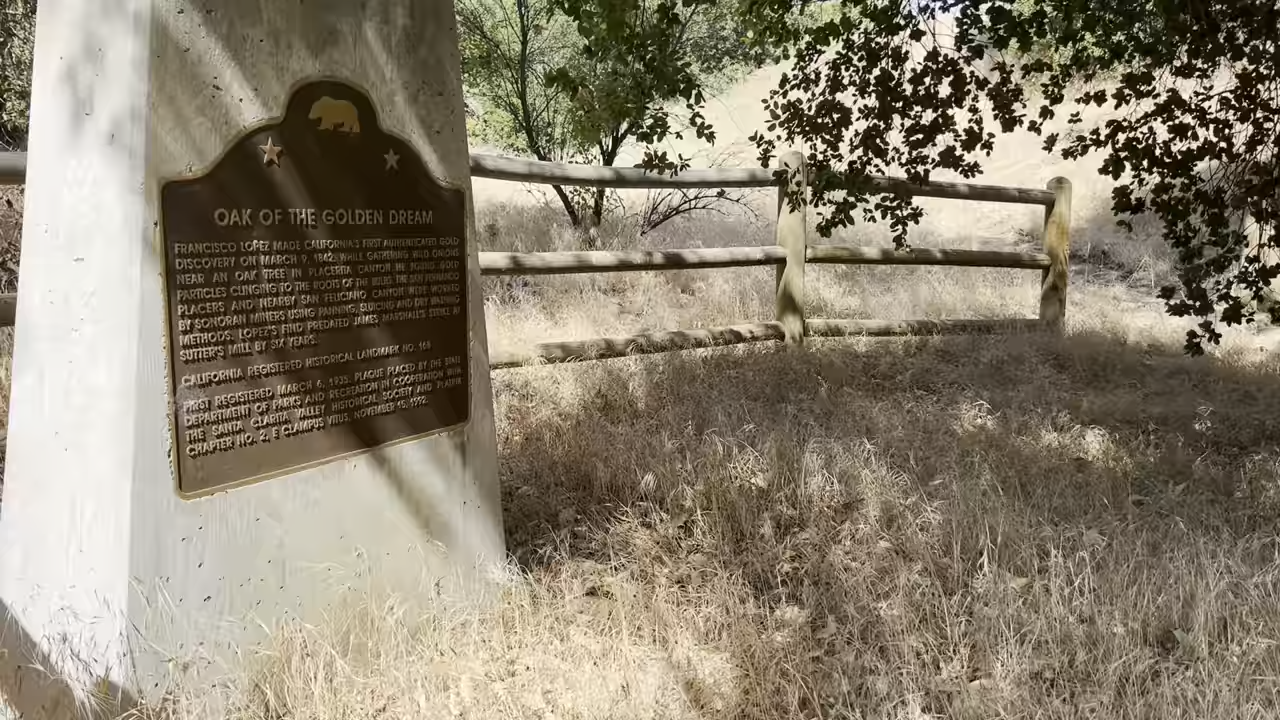 OAK OF THE GOLDEN DREAM
FRANCISCO LOPEZ MADE CALIFORNIA'S FIRST AUTHENTICATED GOLD
DISCOVERY ON MARCH 9, 1842. WHILE GATHERING WILD ONIONS
NEAR AN OAK TREE IN PLACERITA CANYON HE FOUND GOLD
PARTICLES CLINGING TO THE ROOTS OF THE BULBS. THE SAN FERNANDO
PLACERS AND NEARBY SAN FELICIANO CANYON WERE WORKED
BY SONORAN MINERS USING PANNING, SLUICING AND DRY WASHING
METHODS. LOPEZ'S FIND PREDATED JAMES MARSHALL'S STRIKE AT
SUTTER'S MILL BY SIX YEARS.
CALIFORNIA REGISTERED HISTORICAL LANDMARK NO. 168
FIRST REGISTERED MARCH 6, 1935. PLAQUE PLACED BY THE STATE
DEPARTMENT OF PARKS AND RECREATION IN COOPERATION WITH
THE SANTA CLARITA VALLEY HISTORICAL SOCIETY AND PLATRIX
CHAPTER NO. 2, E CLAMPUS VITUS, NOVEMBER 15, 1992.